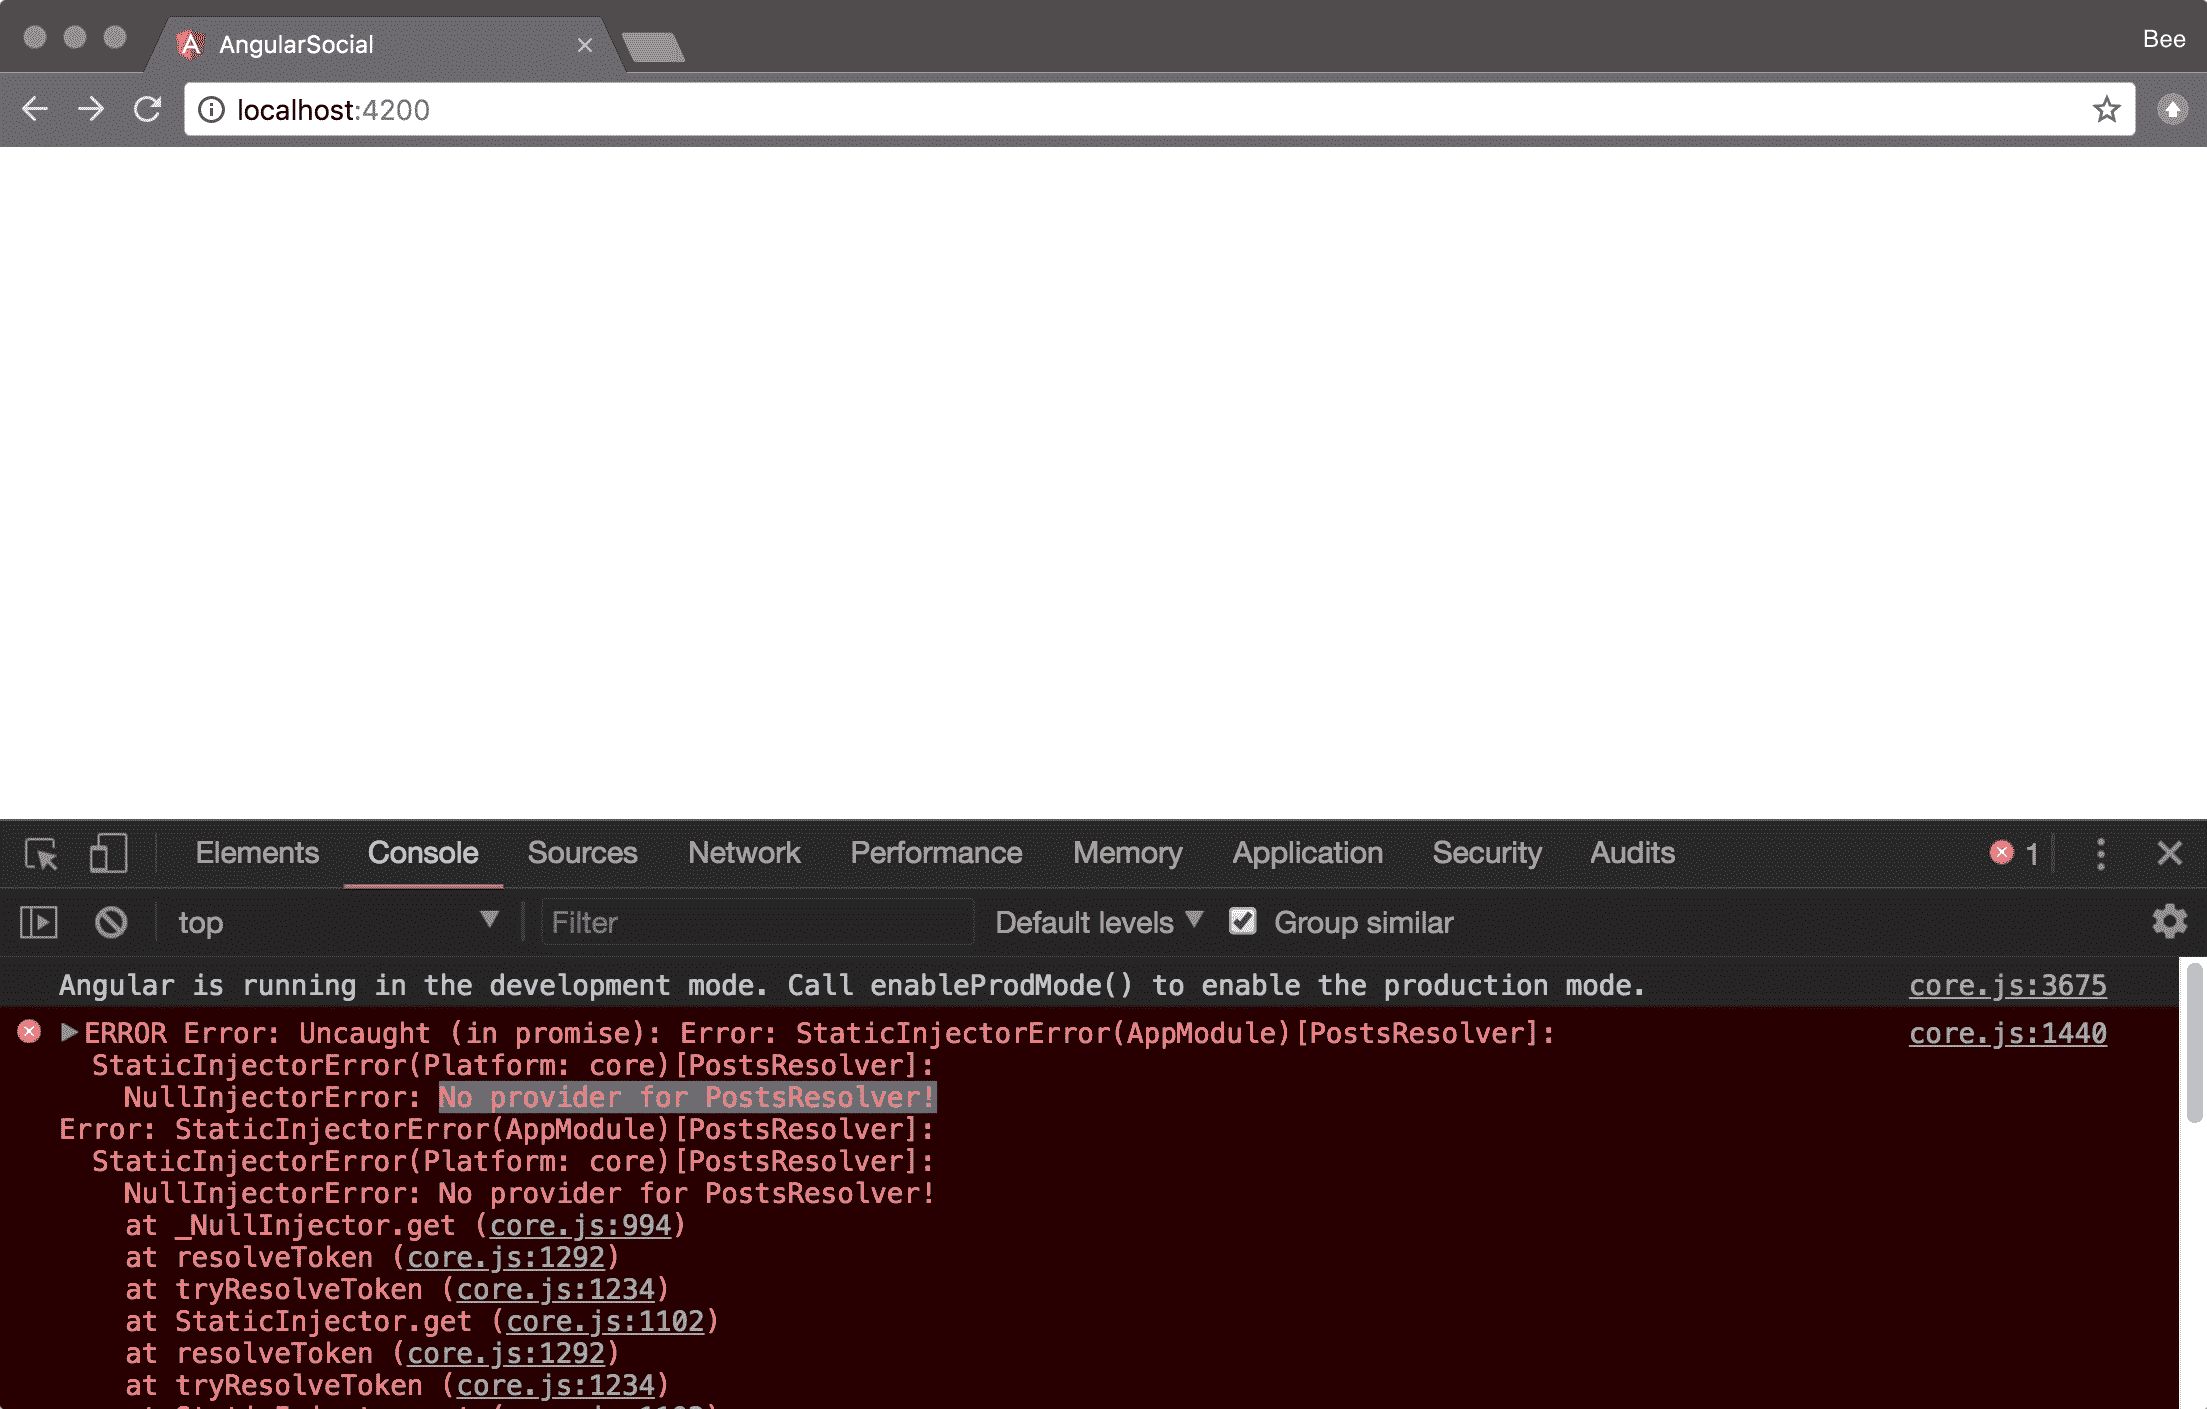 AngularSocial
Bee
localhost:4200
Elements Console Sources Network Performance Memory Application Security Audits 1
top Filter Default levels Group similar
Angular is running in the development mode. Call enableProdMode() to enable the production mode. core.js:3675
ERROR Error: Uncaught (in promise): Error: StaticInjectorError(AppModule)[PostsResolver]: core.js:1440
StaticInjectorError(Platform: core)[PostsResolver]:
NullInjectorError: No provider for PostsResolver!
Error: StaticInjectorError(AppModule)[PostsResolver]:
StaticInjectorError(Platform: core)[PostsResolver]:
NullInjectorError: No provider for PostsResolver!
at _NullInjector.get (core.js:994)
at resolveToken (core.js:1292)
at tryResolveToken (core.js:1234)
at StaticInjector.get (core.js:1102)
at resolveToken (core.js:1292)
at tryResolveToken (core.js:1234)